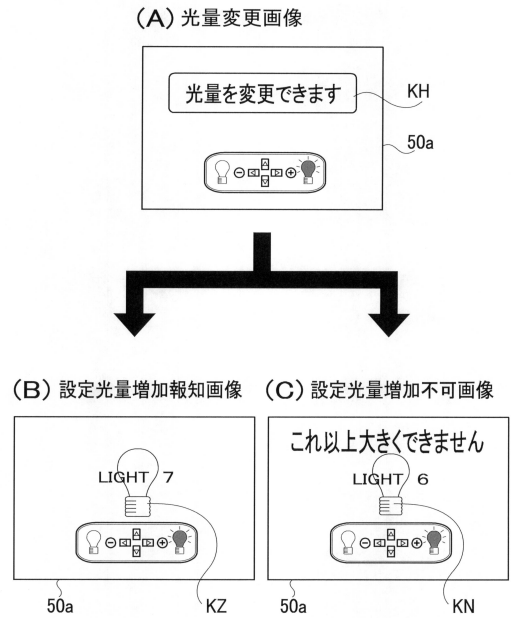 (A) 光量変更画像
光量を変更できます
KH
50a
(B) 設定光量増加報知画像
LIGHT 7
50a
KZ
(C) 設定光量増加不可画像
これ以上大きくできません
LIGHT 6
50a
KN